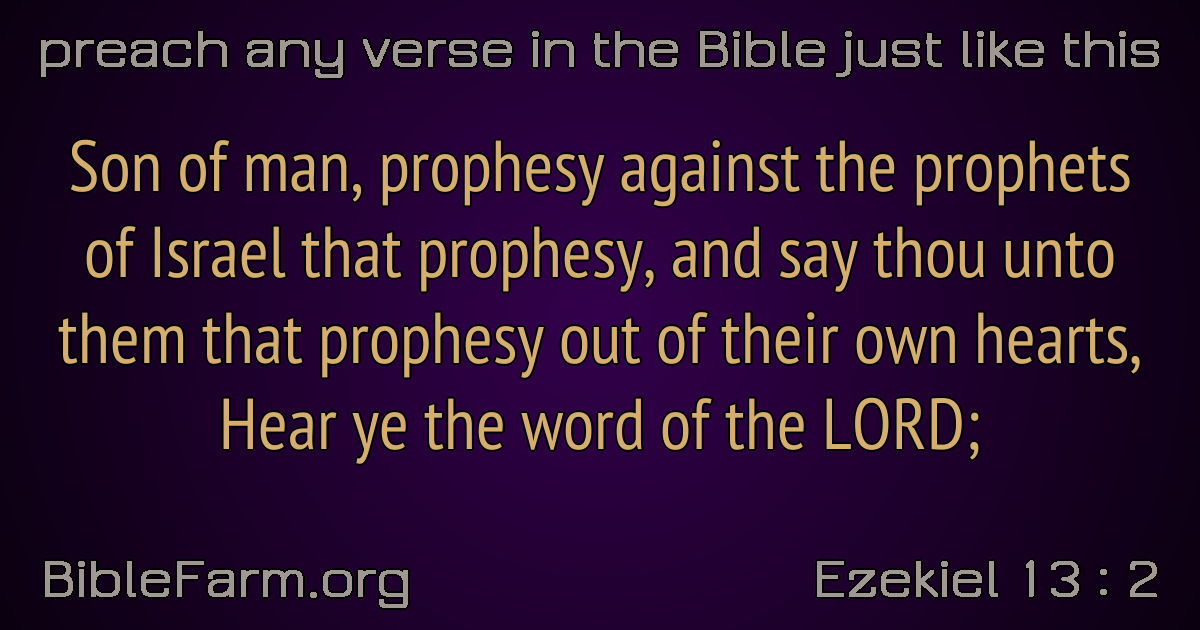 preach any verse in the Bible just like this
Son of man, prophesy against the prophets
of Israel that prophesy, and say thou unto
them that prophesy out of their own hearts,
Hear ye the word of the LORD;
BibleFarm.org
Ezekiel 13 : 2